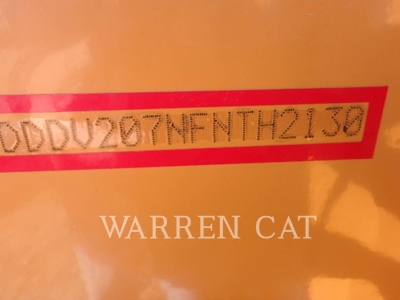 DDDV207NFNTH2130
WARREN CAT